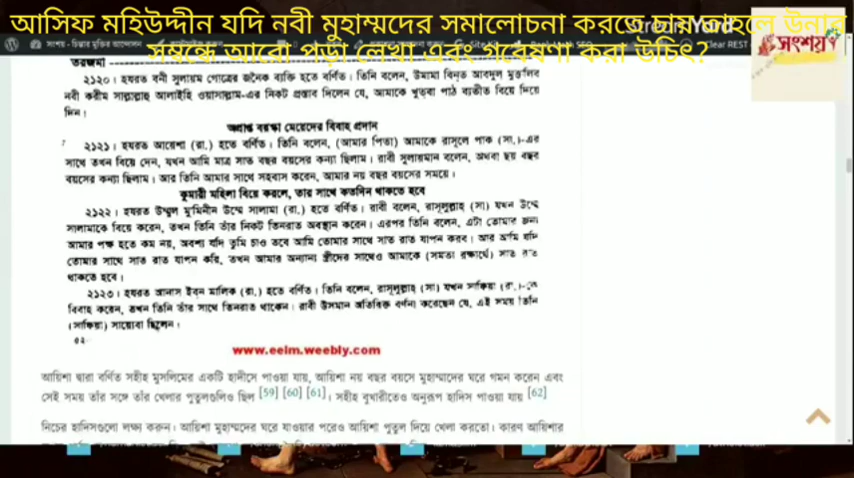 আসিফ মহিউদ্দীন যদি নবী মুহাম্মদের সমালোচনা করতে চায় তাহলে উনার
সম্বন্ধে আরো পড়া লেখা এবং গবেষণা করা উচিৎ?
সংশয় - চিন্তার মুক্তির আন্দোলন
Clear REST
সংশয়
তরজমা
২১২০। হযরত বনী সুলায়ম গোত্রের জনৈক ব্যক্তি হতে বর্ণিত। তিনি বলেন, উমামা বিন্‌ত আবদুল মুত্তালিব
নবী করীম সাল্লাল্লাহু আলাইহি ওয়াসাল্লাম-এর নিকট প্রস্তাব দিলেন যে, আমাকে খুত্‌বা পাঠ ব্যতীত বিয়ে দিয়ে
দিন।
অপ্রাপ্ত বয়স্কা মেয়েদের বিবাহ প্রদান
২১২১। হযরত আয়েশা (রা.) হতে বর্ণিত। তিনি বলেন, (আমার পিতা) আমাকে রাসূলে পাক (সা.)-এর
সাথে তখন বিয়ে দেন, যখন আমি মাত্র সাত বছর বয়সের কন্যা ছিলাম। রাবী সুলায়মান বলেন, অথবা ছয় বছর
বয়সের কন্যা ছিলাম। আর তিনি আমার সাথে সহবাস করেন, আমার নয় বছর বয়সের সময়ে।
কুমারী মহিলা বিয়ে করলে, তার সাথে কতদিন থাকতে হবে
২১২২। হযরত উম্মুল মু'মিনীন উম্মে সালামা (রা.) হতে বর্ণিত। রাবী বলেন, রাসূলুল্লাহ (সা) যখন উম্মে
সালামাকে বিয়ে করেন, তখন তিনি তাঁর নিকট তিনরাত অবস্থান করেন। এরপর তিনি বলেন, এটা তোমার জন্য
আমার পক্ষ হতে কম নয়, অবশ্য যদি তুমি চাও তবে আমি তোমার সাথে সাত রাত যাপন করব। আর আমি যদি
তোমার সাথে সাত রাত যাপন করি, তখন আমার অন্যান্য স্ত্রীদের সাথেও আমাকে (সমতা রক্ষার্থে) সাত রাত
থাকতে হবে।
২১২৩। হযরত আনাস ইবন মালিক (রা.) হতে বর্ণিত। তিনি বলেন, রাসূলুল্লাহ (সা) যখন সাফিয়া (রা.)-কে
বিবাহ করেন, তখন তিনি তাঁর সাথে তিনরাত থাকেন। রাবী উসমান অতিরিক্ত বর্ণনা করেছেন যে, এই সময় তিনি
(সাফিয়া) সায়্যেবা ছিলেন।
৫২
www.eelm.weebly.com
আয়িশা দ্বারা বর্ণিত সহীহ মুসলিমের একটি হাদীসে পাওয়া যায়, আয়িশা নয় বছর বয়সে মুহাম্মাদের ঘরে গমন করেন এবং
সেই সময় তাঁর সঙ্গে তাঁর খেলার পুতুলগুলিও ছিল [59] [60] [61]। সহীহ বুখারীতেও অনুরূপ হাদিস পাওয়া যায় [62]
নিচের হাদিসগুলো লক্ষ্য করুন। আয়িশা মুহাম্মদের ঘরে যাওয়ার পরেও আয়িশা পুতুল দিয়ে খেলা করতো। কারণ আয়িশার